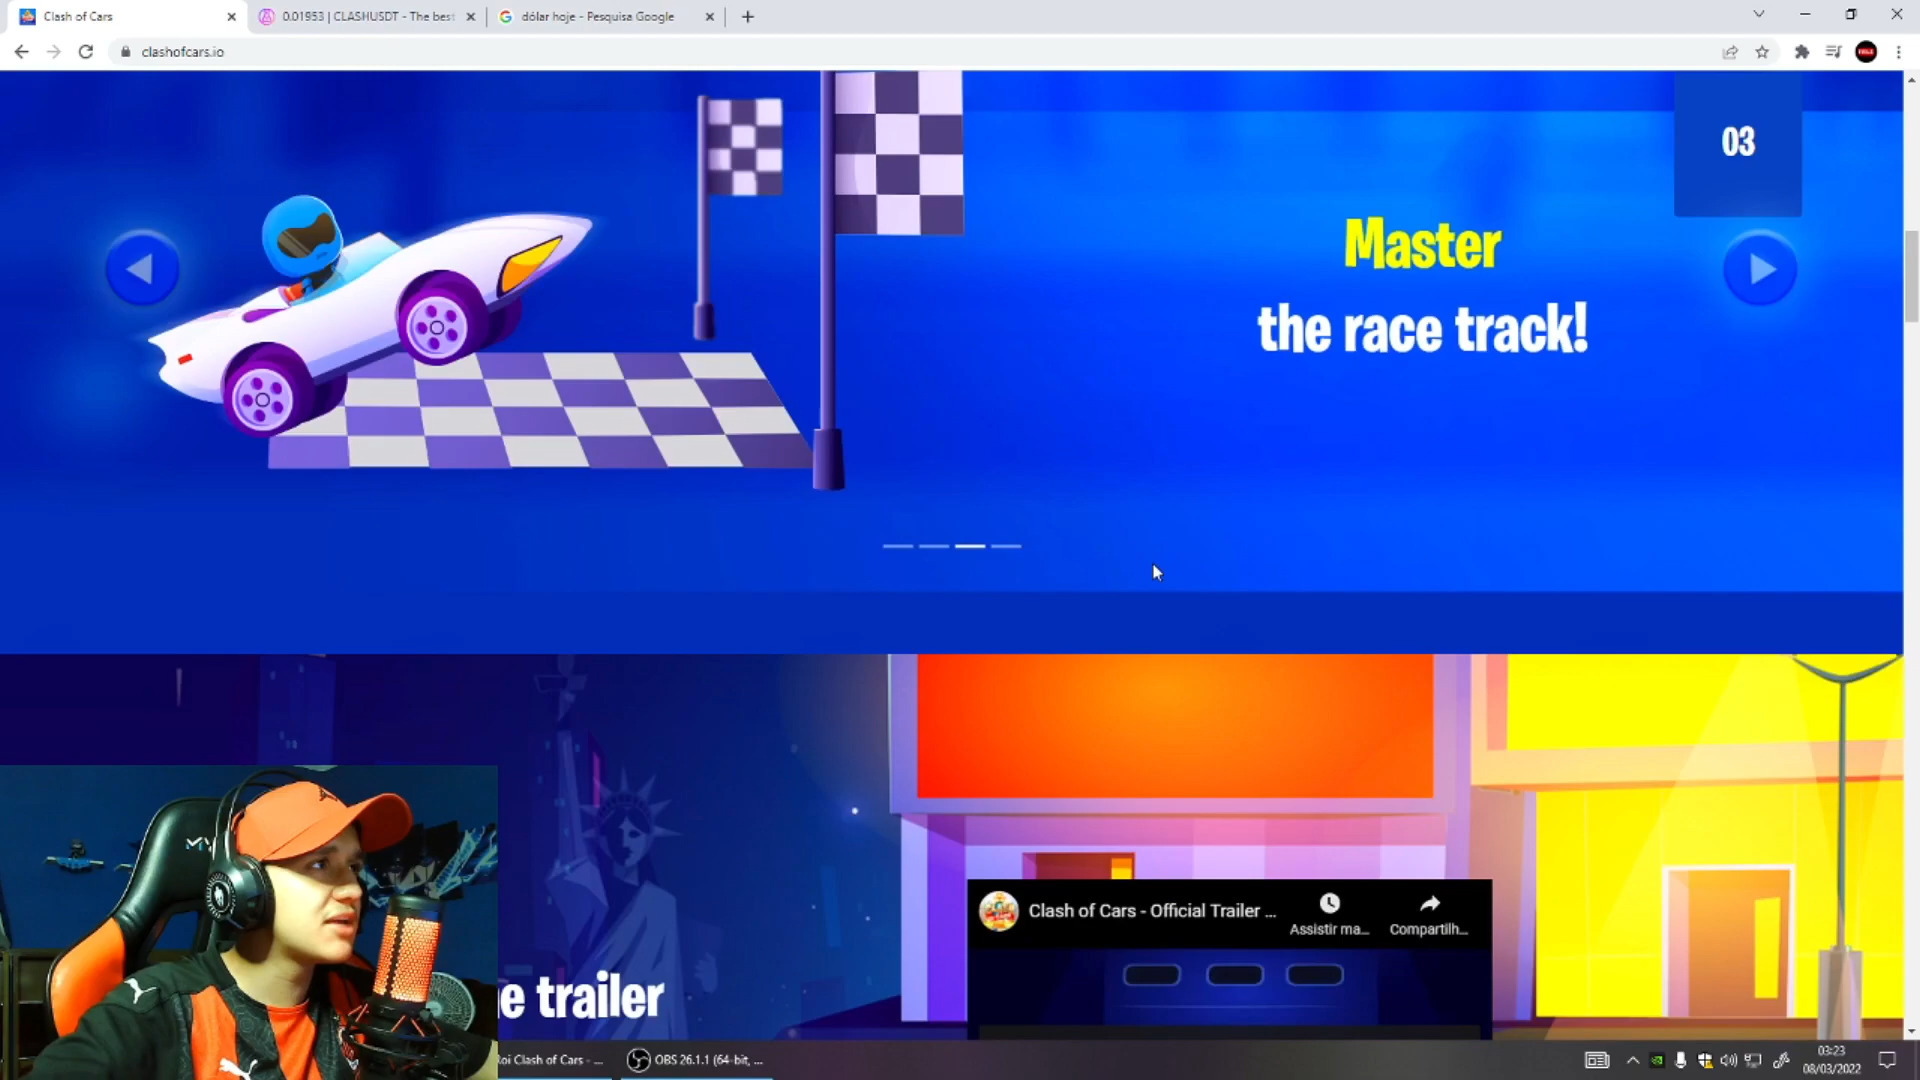 Clash of Cars
0.01953 | CLASHUSDT - The best
dólar hoje - Pesquisa Google
clashofcars.io
03
Master
the race track!
Clash of Cars - Official Trailer ...
Assistir ma...
Compartilh...
e trailer
MY
oi Clash of Cars - ...
OBS 26.1.1 (64-bit, ...
03:23
08/03/2022